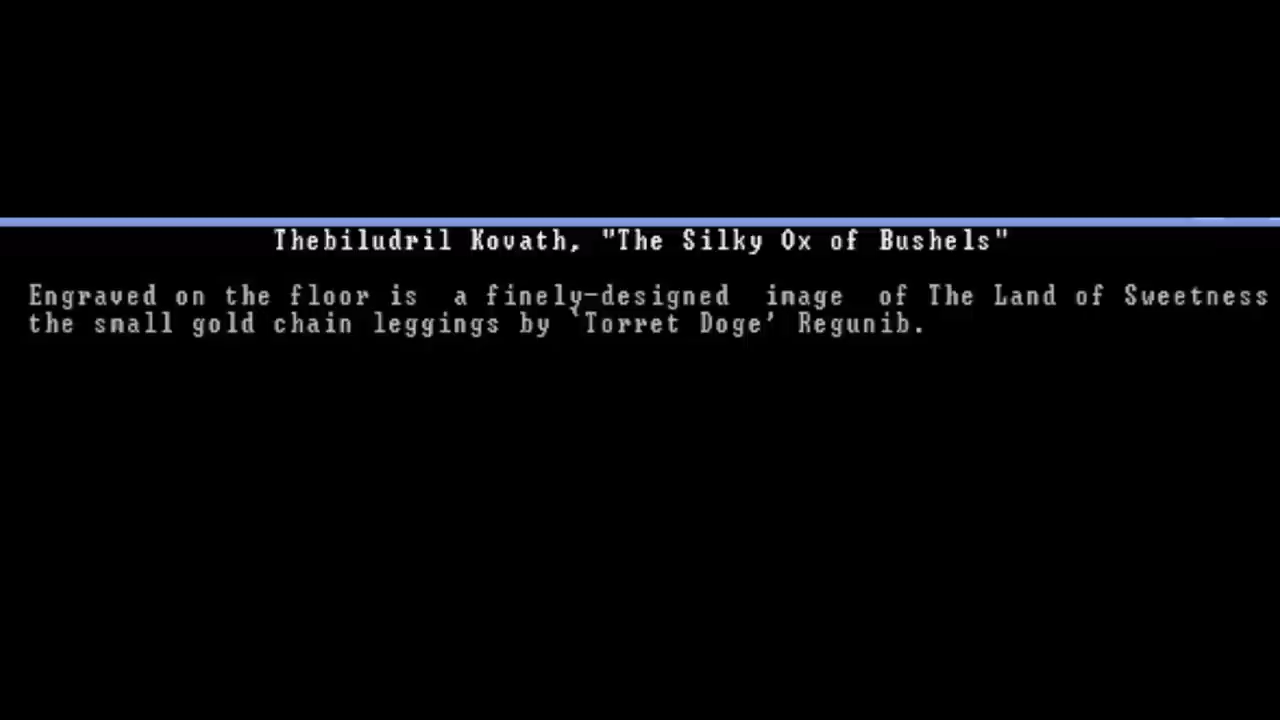 Thebiludril Kovath, "The Silky Ox of Bushels"
Engraved on the floor is a finely-designed image of The Land of Sweetness
the small gold chain leggings by `Torret Doge' Regunib.